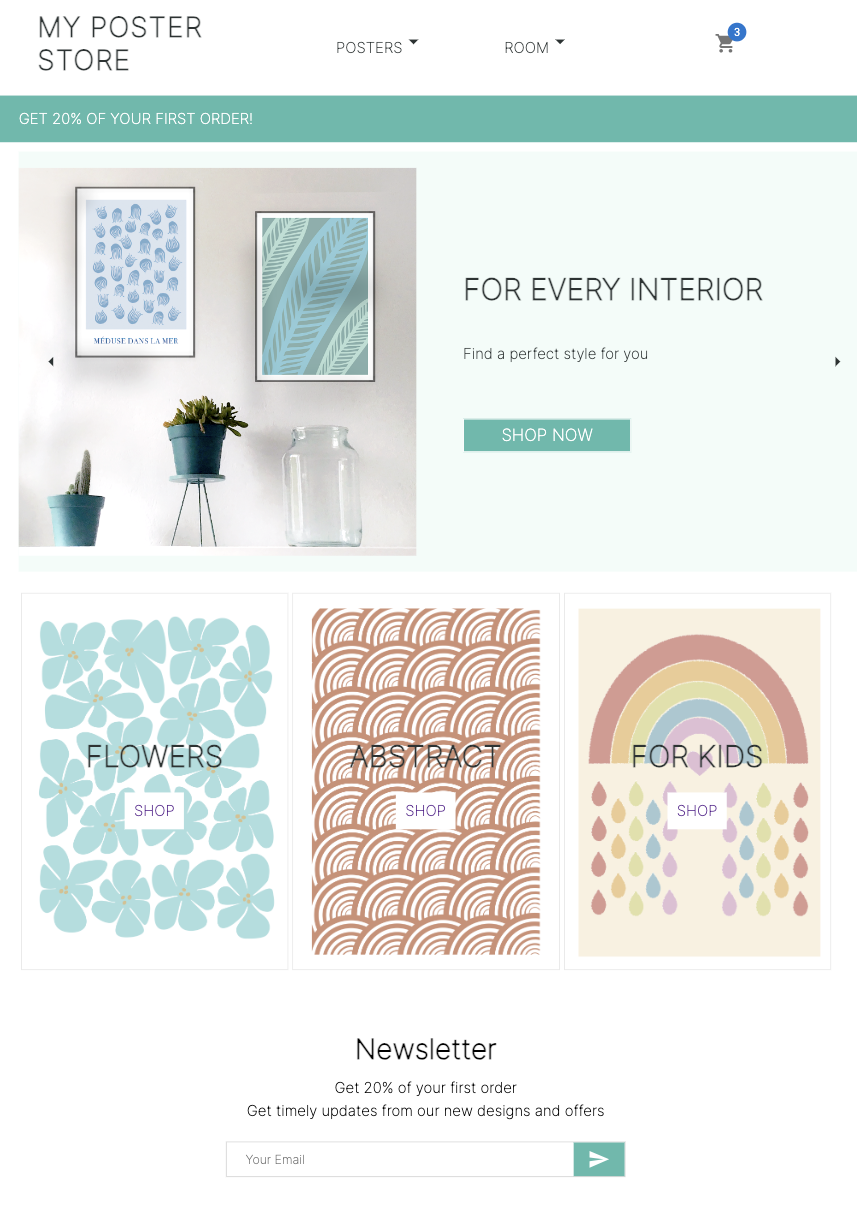 MY POSTER
STORE
POSTERS
ROOM
3
GET 20% OF YOUR FIRST ORDER!
MÉDUSE DANS LA MER
FOR EVERY INTERIOR
Find a perfect style for you
SHOP NOW
FLOWERS
SHOP
ABSTRACT
SHOP
FOR KIDS
SHOP
Newsletter
Get 20% of your first order
Get timely updates from our new designs and offers
Your Email